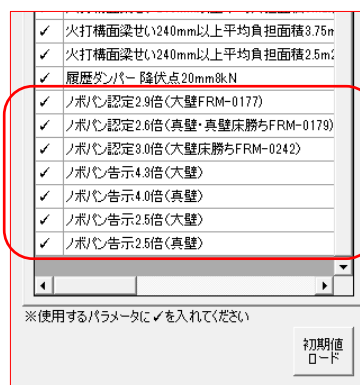 ✓ 火打構面梁せい240mm以上平均負担面積3.75m
✓ 火打構面梁せい240mm以上平均負担面積2.5m
✓ 履歴ダンパー 降伏点20mm8kN
✓ ノボパン認定2.9倍(大壁FRM-0177)
✓ ノボパン認定2.6倍(真壁・真壁床勝ちFRM-0179)
✓ ノボパン認定3.0倍(大壁床勝ちFRM-0242)
✓ ノボパン告示4.3倍(大壁)
✓ ノボパン告示4.0倍(真壁)
✓ ノボパン告示2.5倍(大壁)
✓ ノボパン告示2.5倍(真壁)
※使用するパラメータに✓を入れてください
初期値
ロード